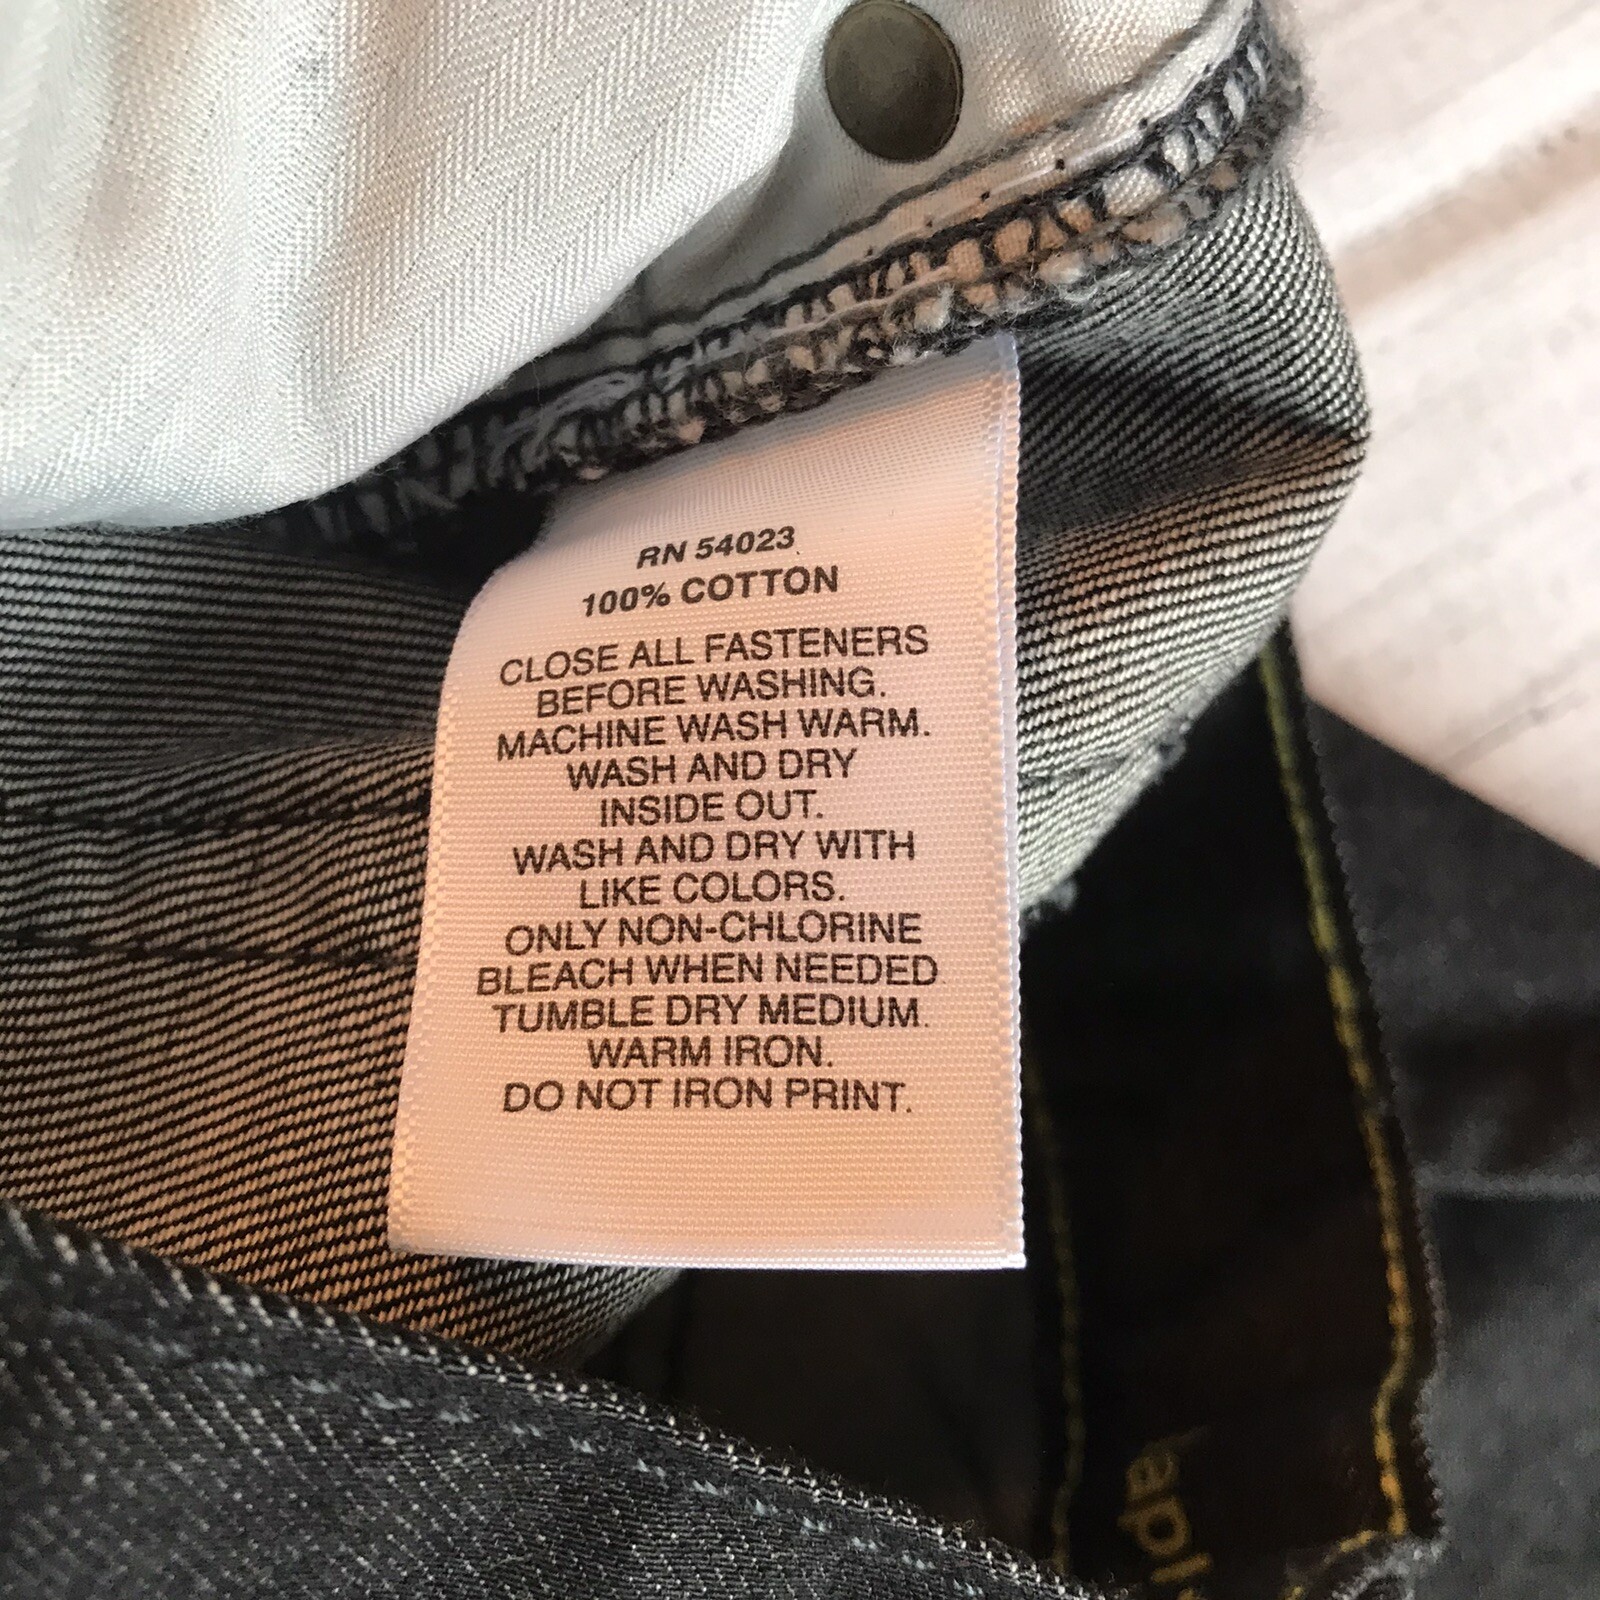 RN 54023
100% COTTON
CLOSE ALL FASTENERS
BEFORE WASHING.
MACHINE WASH WARM.
WASH AND DRY
INSIDE OUT.
WASH AND DRY WITH
LIKE COLORS.
ONLY NON-CHLORINE
BLEACH WHEN NEEDED.
TUMBLE DRY MEDIUM.
WARM IRON.
DO NOT IRON PRINT.